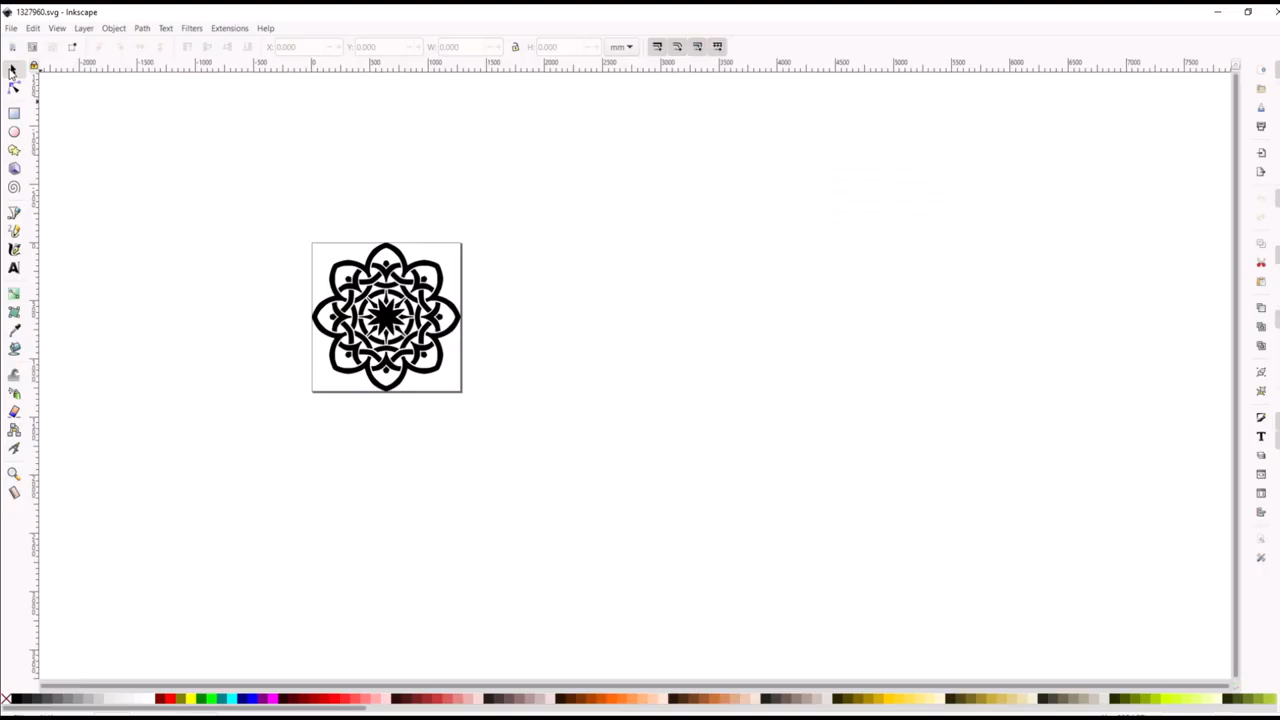 1327960.svg - Inkscape
File Edit View Layer Object Path Text Filters Extensions Help
X: 0.000 Y: 0.000 W: 0.000 H: 0.000 mm
-2000 -1500 -1000 -500 0 500 1000 1500 2000 2500 3000 3500 4000 4500 5000 5500 6000 6500 7000 7500